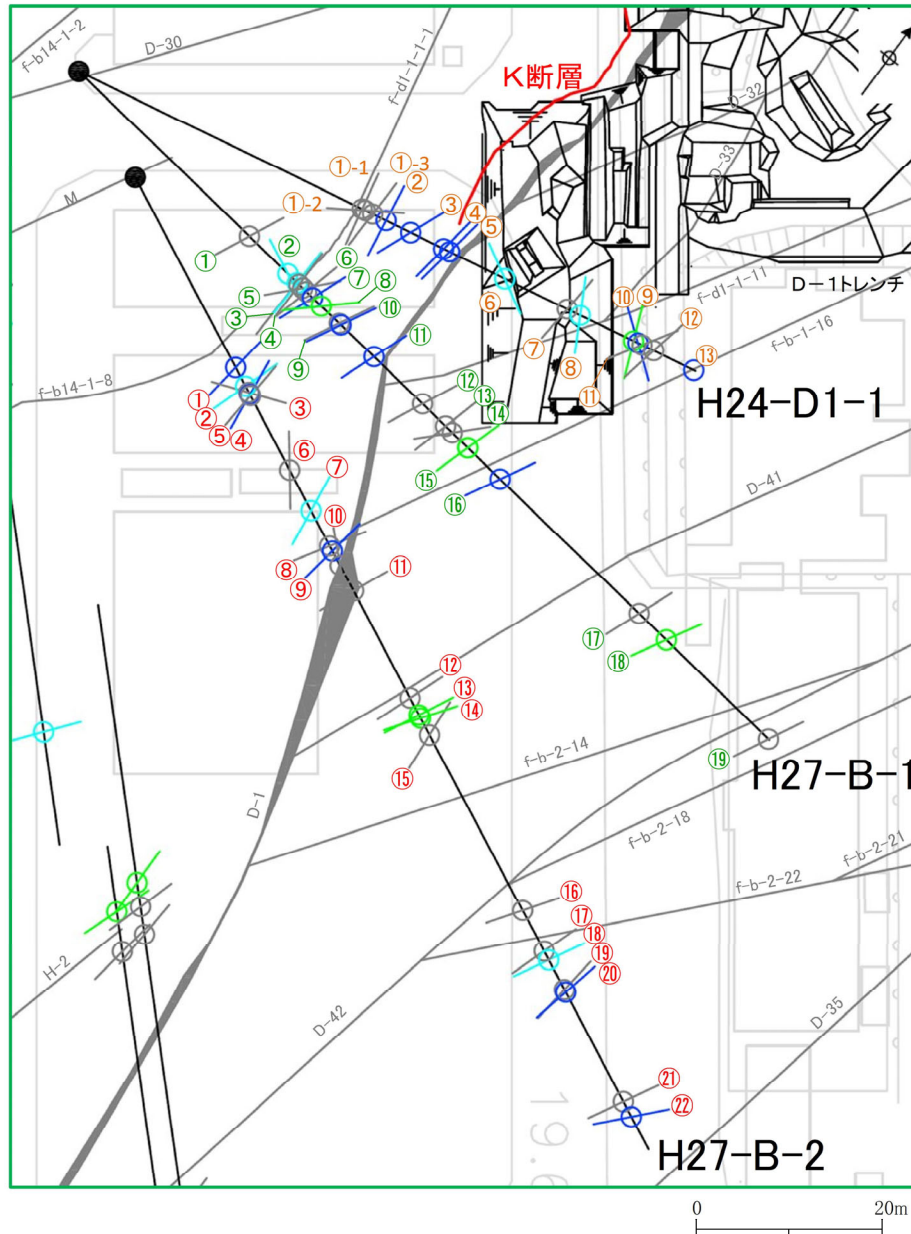 f-b14-1-2
D-30
f-d1-1-1-1
K断層
D-32
D-33
M
①-1
①-3
①-2
②
③
④
⑤
⑥
⑦
⑧
⑨
⑩
⑪
⑫
⑬
D-1トレンチ
f-d1-1-11
f-b-1-16
H24-D1-1
①
②
③
④
⑤
⑥
⑦
⑧
⑨
⑩
⑪
⑫
⑬
⑭
⑮
⑯
⑰
⑱
⑲
H27-B-1
f-b14-1-8
①
②
③
④
⑤
⑥
⑦
⑧
⑨
⑩
⑪
⑫
⑬
⑭
⑮
⑯
⑰
⑱
⑲
⑳
㉑
㉒
H27-B-2
D-41
D-1
f-b-2-14
f-b-2-18
f-b-2-21
f-b-2-22
H-2
D-42
D-35
19.6
0 20m